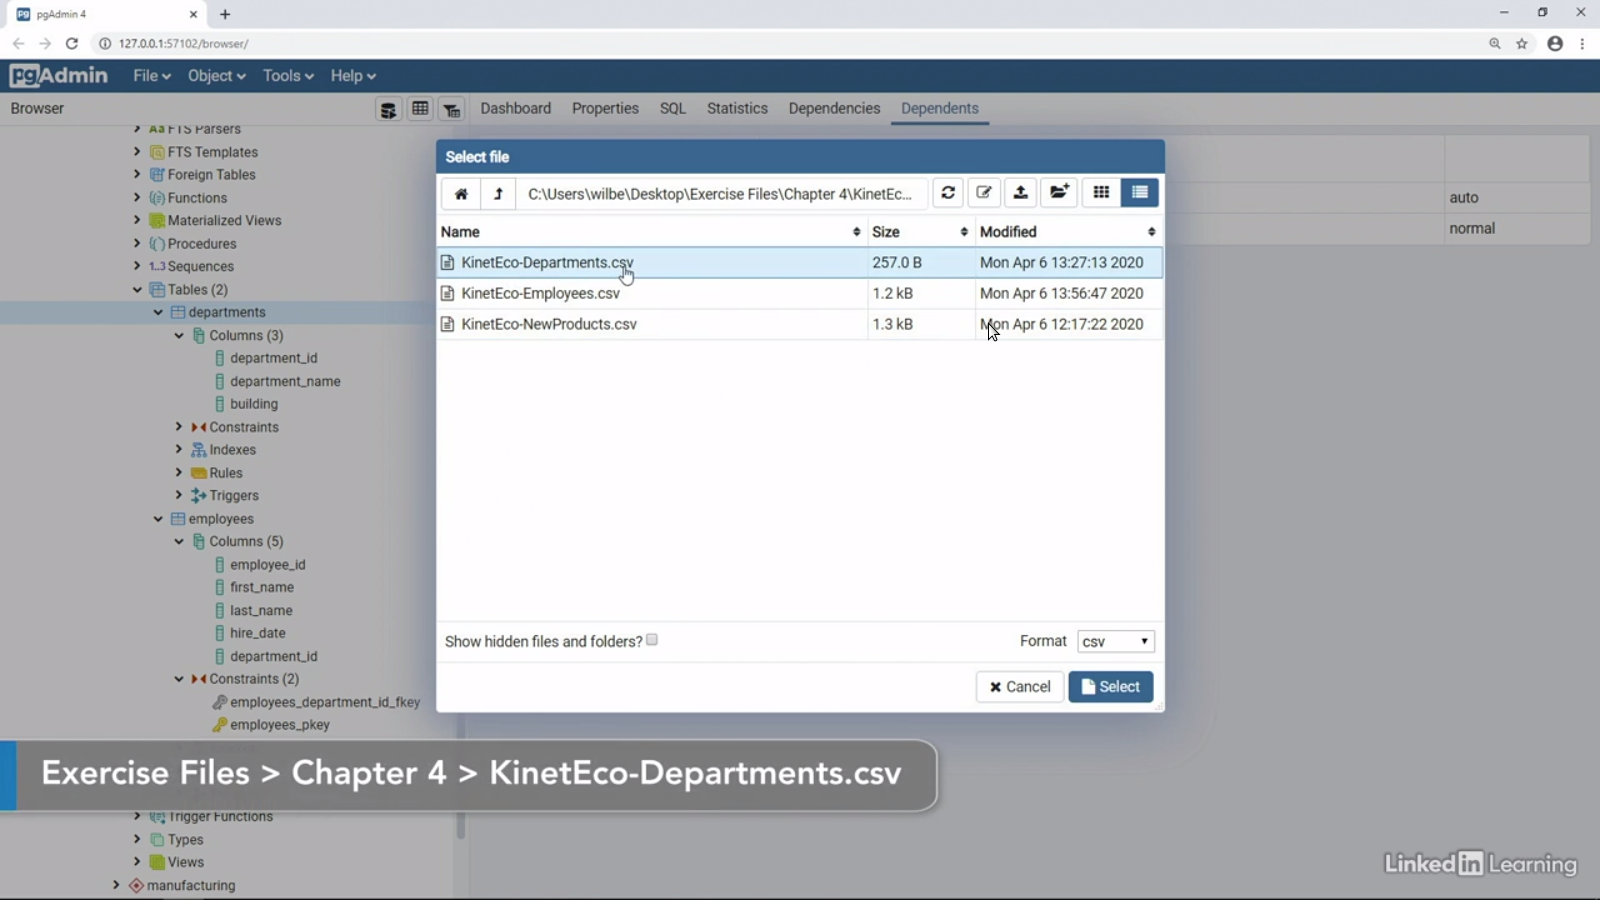 pgAdmin 4
127.0.0.1:57102/browser/
pgAdmin File Object Tools Help
Browser
Dashboard Properties SQL Statistics Dependencies Dependents
FTS Parsers
FTS Templates
Foreign Tables
Functions
Materialized Views
Procedures
1..3 Sequences
Tables (2)
departments
Columns (3)
department_id
department_name
building
Constraints
Indexes
Rules
Triggers
employees
Columns (5)
employee_id
first_name
last_name
hire_date
department_id
Constraints (2)
employees_department_id_fkey
employees_pkey
Trigger Functions
Types
Views
manufacturing
auto
normal
Select file
C:\Users\wilbe\Desktop\Exercise Files\Chapter 4\KinetEc...
Name Size Modified
KinetEco-Departments.csv 257.0 B Mon Apr 6 13:27:13 2020
KinetEco-Employees.csv 1.2 kB Mon Apr 6 13:56:47 2020
KinetEco-NewProducts.csv 1.3 kB Mon Apr 6 12:17:22 2020
Show hidden files and folders? Format csv
Cancel Select
Exercise Files > Chapter 4 > KinetEco-Departments.csv
LinkedIn Learning